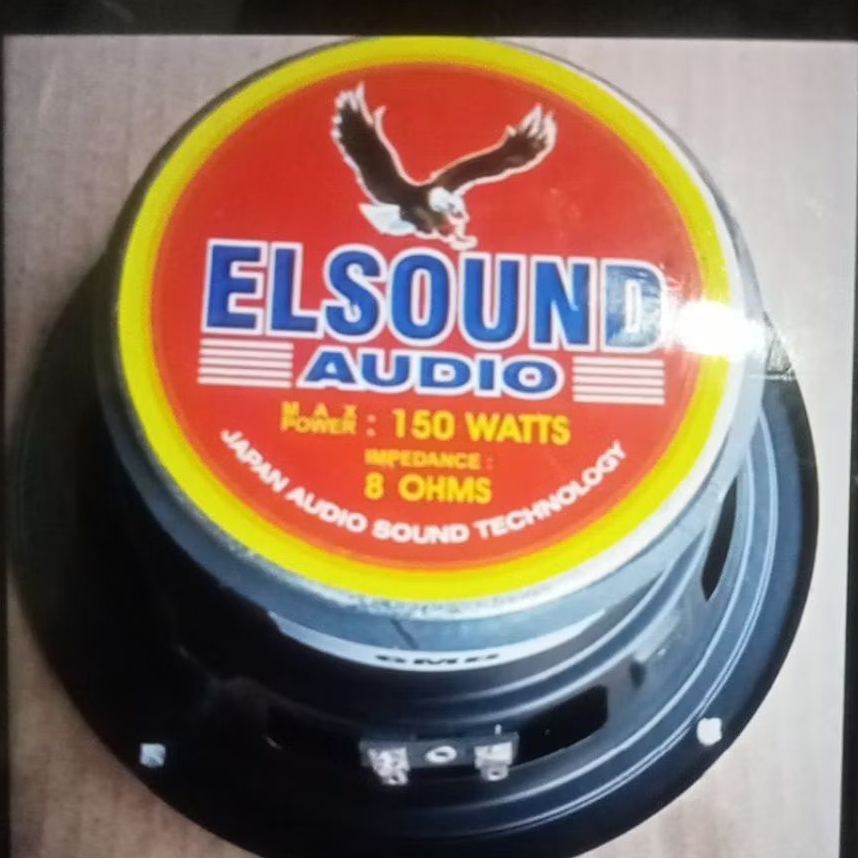 ELSOUND
AUDIO
MAX POWER : 150 WATTS
IMPEDANCE :
8 OHMS
JAPAN AUDIO SOUND TECHNOLOGY